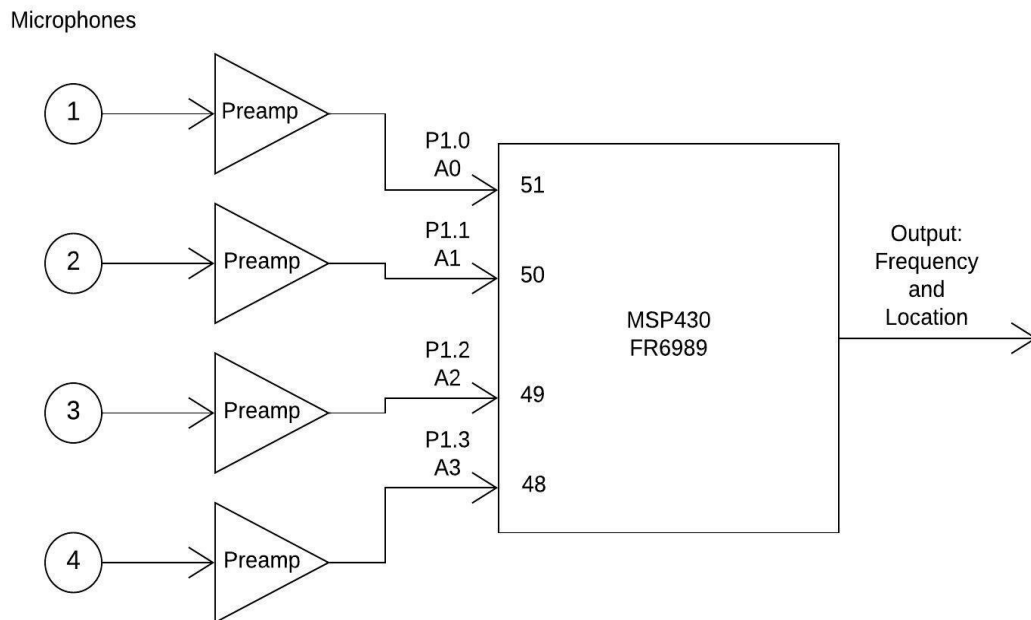 Microphones
1
Preamp
P1.0
A0
51
2
Preamp
P1.1
A1
50
MSP430
FR6989
Output:
Frequency
and
Location
3
Preamp
P1.2
A2
49
P1.3
A3
48
4
Preamp